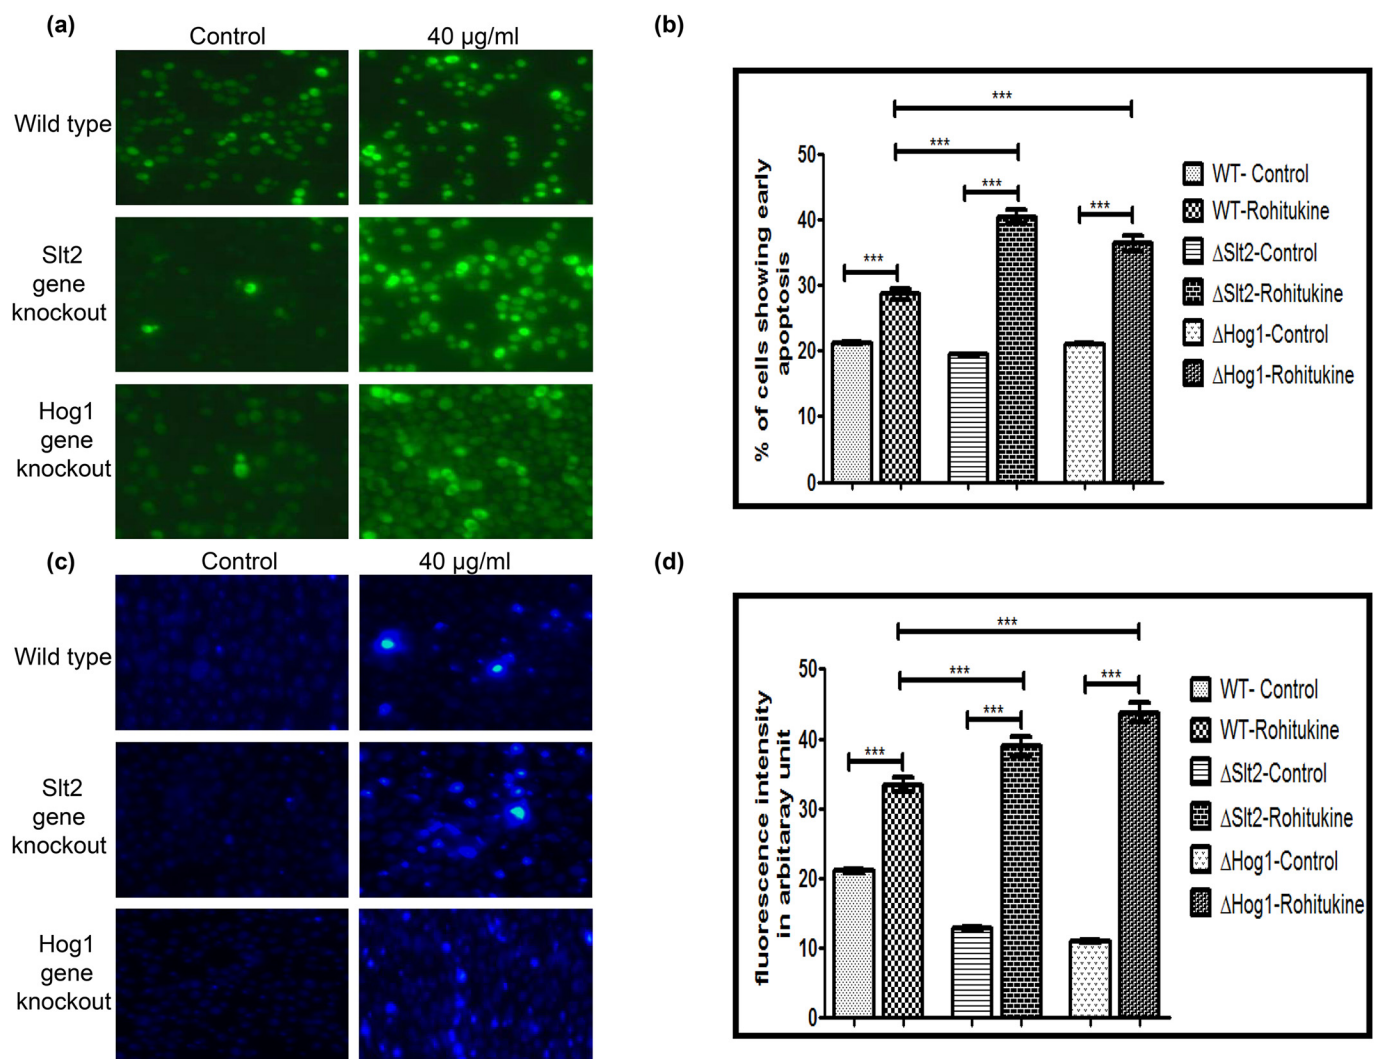 (a)
Control
40 µg/ml
Wild type
Slt2
gene
knockout
Hog1
gene
knockout
(b)
***
***
***
***
***
50
40
30
20
10
0
% of cells showing early
apoptosis
WT- Control
WT-Rohitukine
ΔSlt2-Control
ΔSlt2-Rohitukine
ΔHog1-Control
ΔHog1-Rohitukine
(c)
Control
40 µg/ml
Wild type
Slt2
gene
knockout
Hog1
gene
knockout
(d)
***
***
***
***
***
50
40
30
20
10
0
fluorescence intensity
in arbitaray unit
WT- Control
WT-Rohitukine
ΔSlt2-Control
ΔSlt2-Rohitukine
ΔHog1-Control
ΔHog1-Rohitukine